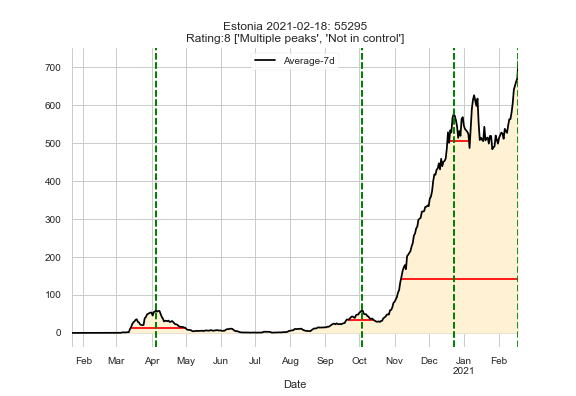 Estonia 2021-02-18: 55295
Rating:8 ['Multiple peaks', 'Not in control']
Average-7d
700
600
500
400
300
200
100
0
Feb Mar Apr May Jun Jul Aug Sep Oct Nov Dec Jan Feb
2021
Date